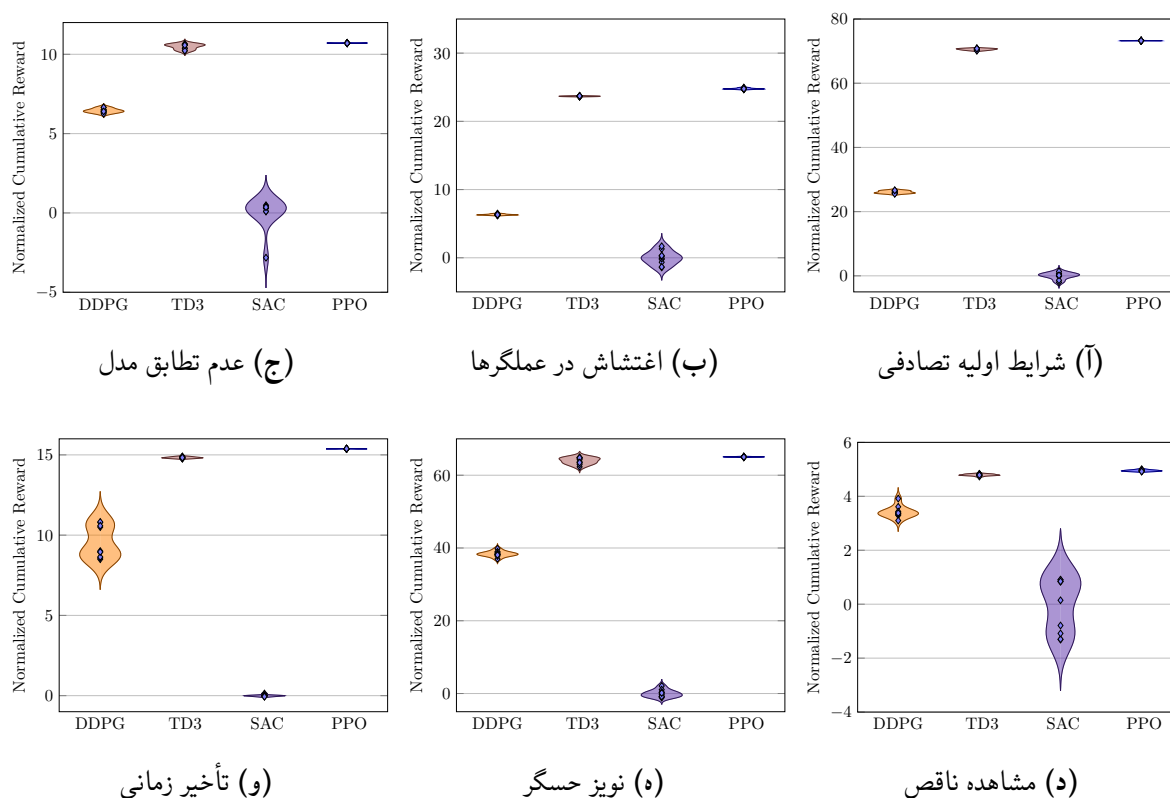 Normalized Cumulative Reward
80
60
40
20
0
DDPG TD3 SAC PPO
(آ) شرایط اولیه تصادفی
Normalized Cumulative Reward
30
20
10
0
DDPG TD3 SAC PPO
(ب) اغتشاش در عملگرها
Normalized Cumulative Reward
10
5
0
−5
DDPG TD3 SAC PPO
(ج) عدم تطابق مدل
Normalized Cumulative Reward
6
4
2
0
−2
−4
DDPG TD3 SAC PPO
(د) مشاهده ناقص
Normalized Cumulative Reward
60
40
20
0
DDPG TD3 SAC PPO
(ه) نویز حسگر
Normalized Cumulative Reward
15
10
5
0
DDPG TD3 SAC PPO
(و) تأخیر زمانی